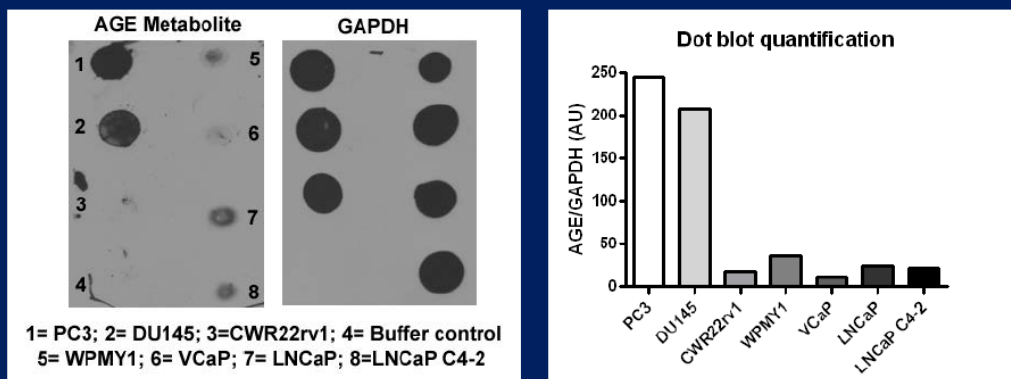 AGE Metabolite
GAPDH
1
2
3
4
5
6
7
8
1= PC3; 2= DU145; 3=CWR22rv1; 4= Buffer control
5= WPMY1; 6= VCaP; 7= LNCaP; 8=LNCaP C4-2
Dot blot quantification
AGE/GAPDH (AU)
250
200
150
100
50
0
PC3
DU145
CWR22rv1
WPMY1
VCaP
LNCaP
LNCaP C4-2